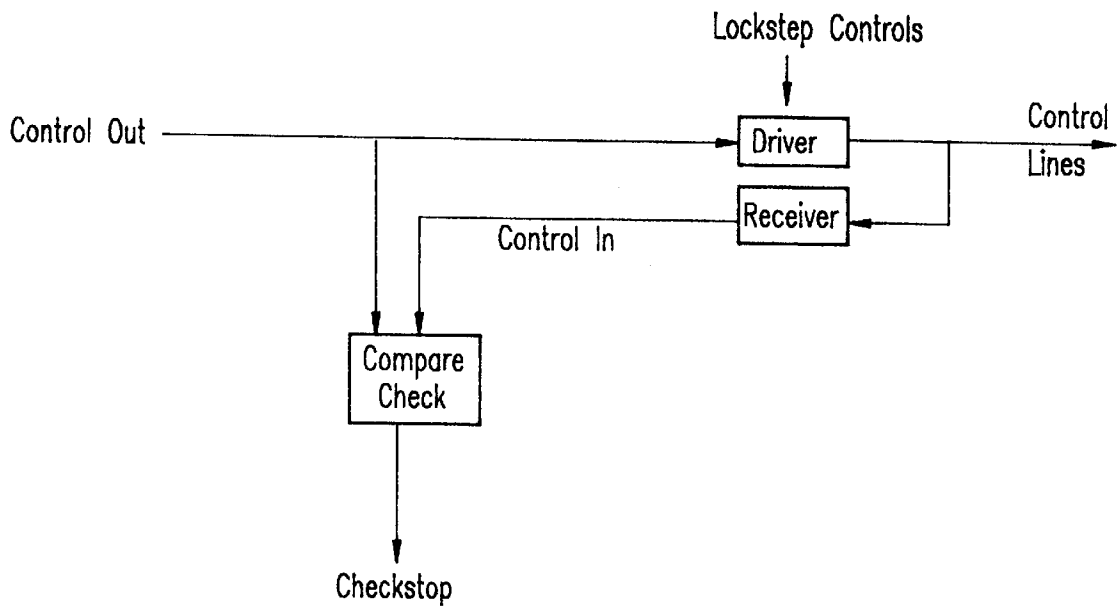 Lockstep Controls
Control Out
Driver
Control
Lines
Receiver
Control In
Compare
Check
Checkstop